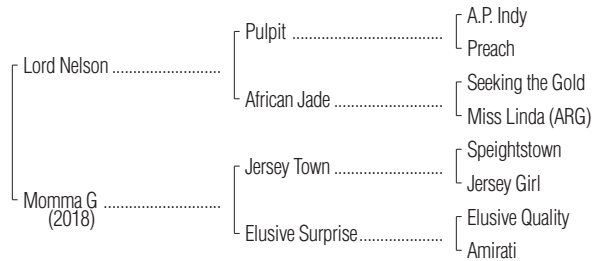 A.P. Indy
Pulpit
Preach
Lord Nelson
Seeking the Gold
African Jade
Miss Linda (ARG)
Speightstown
Jersey Town
Jersey Girl
Momma G
(2018)
Elusive Quality
Elusive Surprise
Amirati